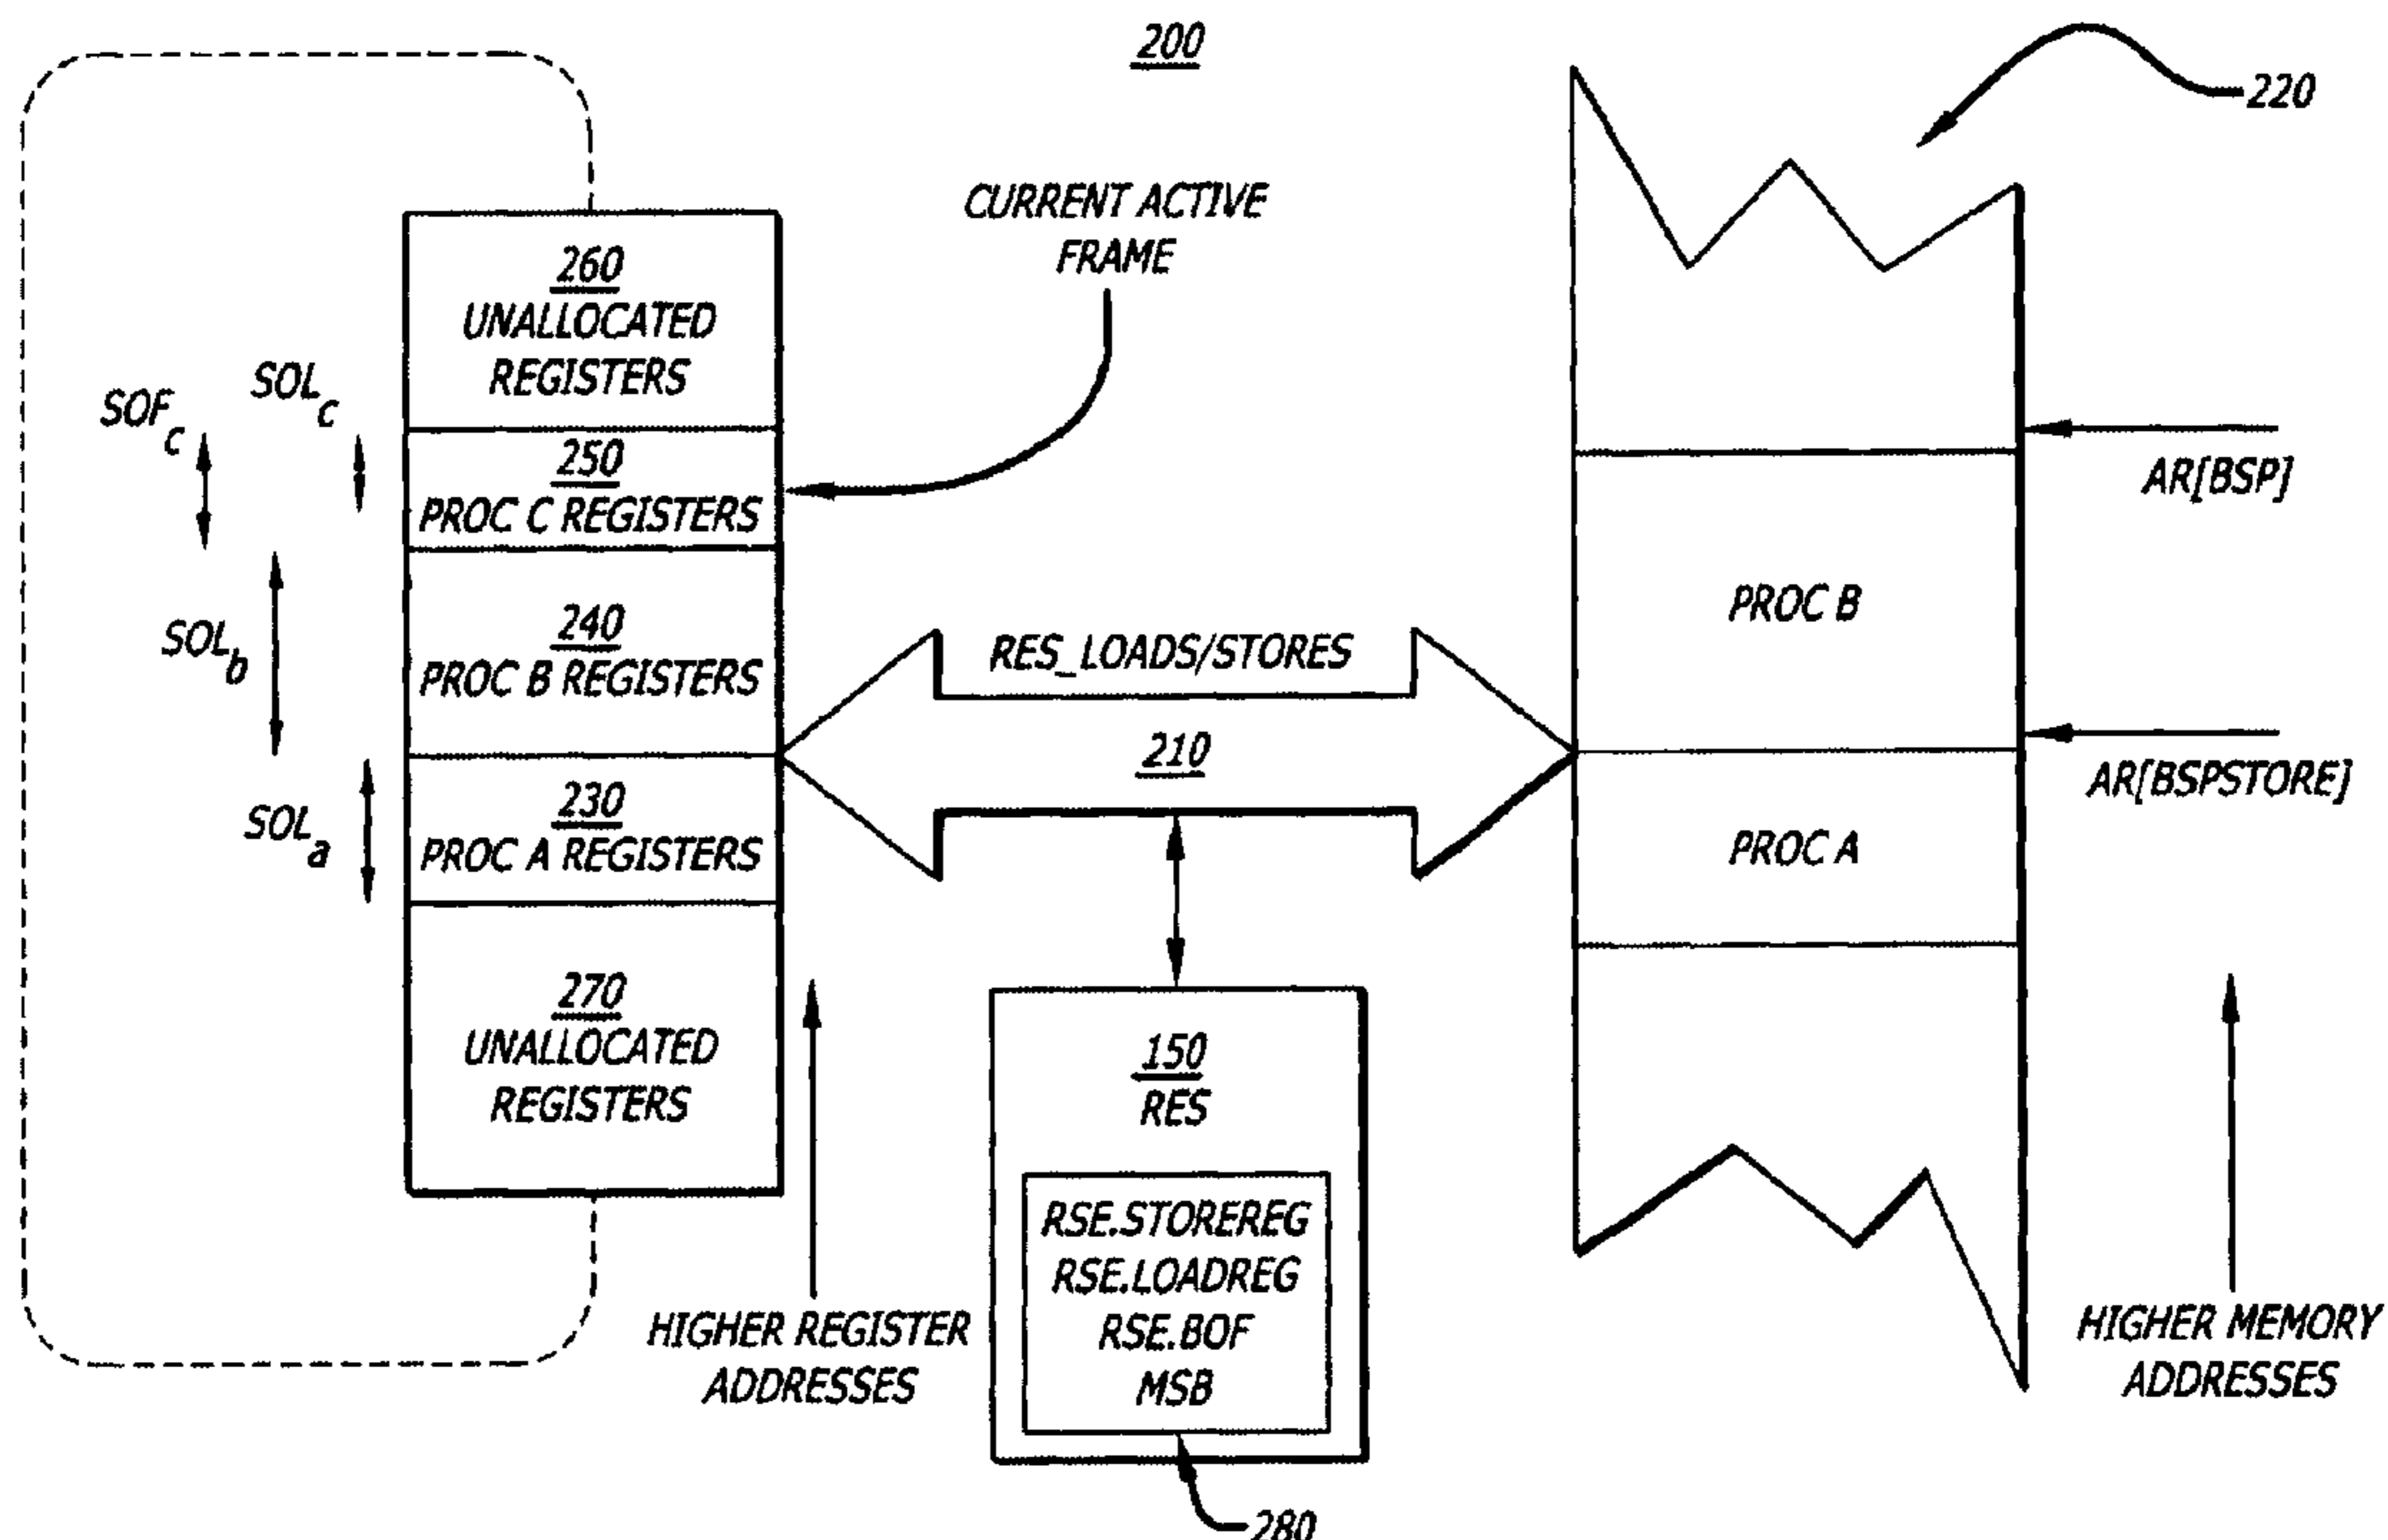 200
220
CURRENT ACTIVE
FRAME
260
UNALLOCATED
REGISTERS
SOF c
SOL c
250
PROC C REGISTERS
AR[BSP]
SOL b
240
PROC B REGISTERS
RES_LOADS/STORES
PROC B
210
AR[BSPSTORE]
SOL a
230
PROC A REGISTERS
PROC A
270
UNALLOCATED
REGISTERS
150
RES
RSE.STOREREG
RSE.LOADREG
RSE.BOF
MSB
HIGHER REGISTER
ADDRESSES
HIGHER MEMORY
ADDRESSES
280